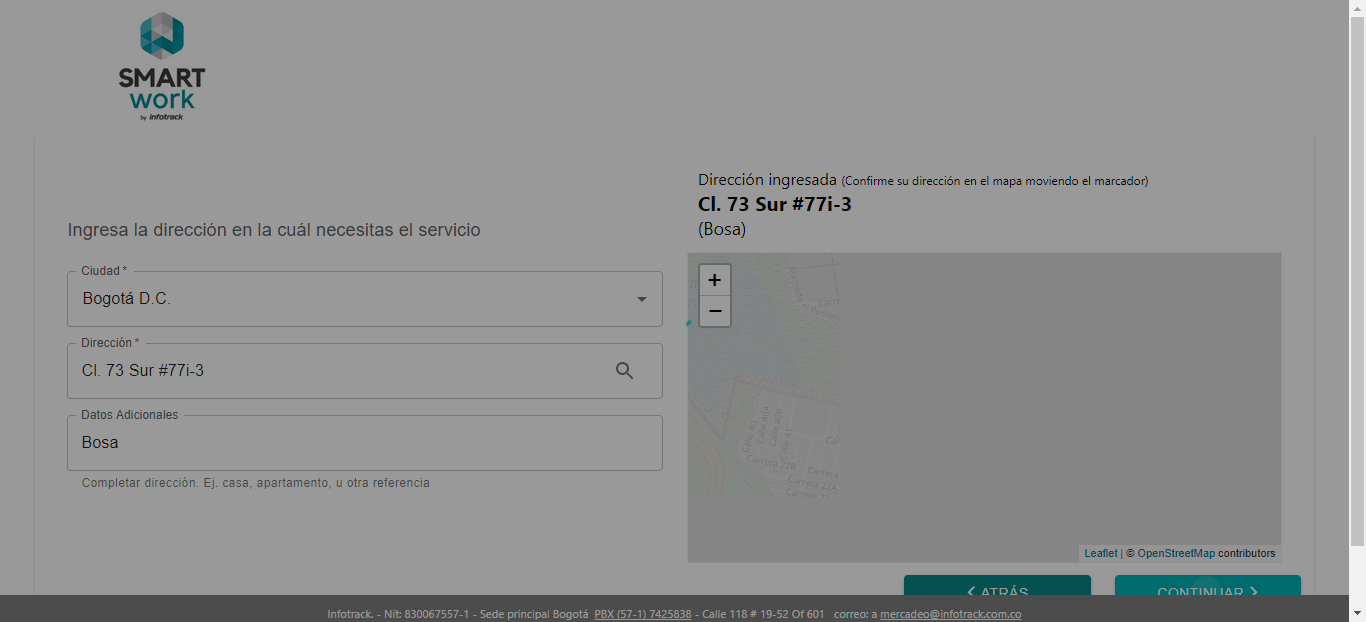 SMART
work
by infotrack
Dirección ingresada (Confirme su dirección en el mapa moviendo el marcador)
Cl. 73 Sur #77i-3
(Bosa)
Ingresa la dirección en la cuál necesitas el servicio
Ciudad *
Bogotá D.C.
Dirección *
Cl. 73 Sur #77i-3
Datos Adicionales
Bosa
Completar dirección. Ej. casa, apartamento, u otra referencia
+
−
Calle 40
Calle 40A
Calle 40B
Calle 41
Carrera 22B
Carrera 22A
Leaflet | © OpenStreetMap contributors
ATRÁS
CONTINUAR
Infotrack. - Nit: 830067557-1 - Sede principal Bogotá PBX (57-1) 7425838 - Calle 118 # 19-52 Of 601 correo: a mercadeo@infotrack.com.co